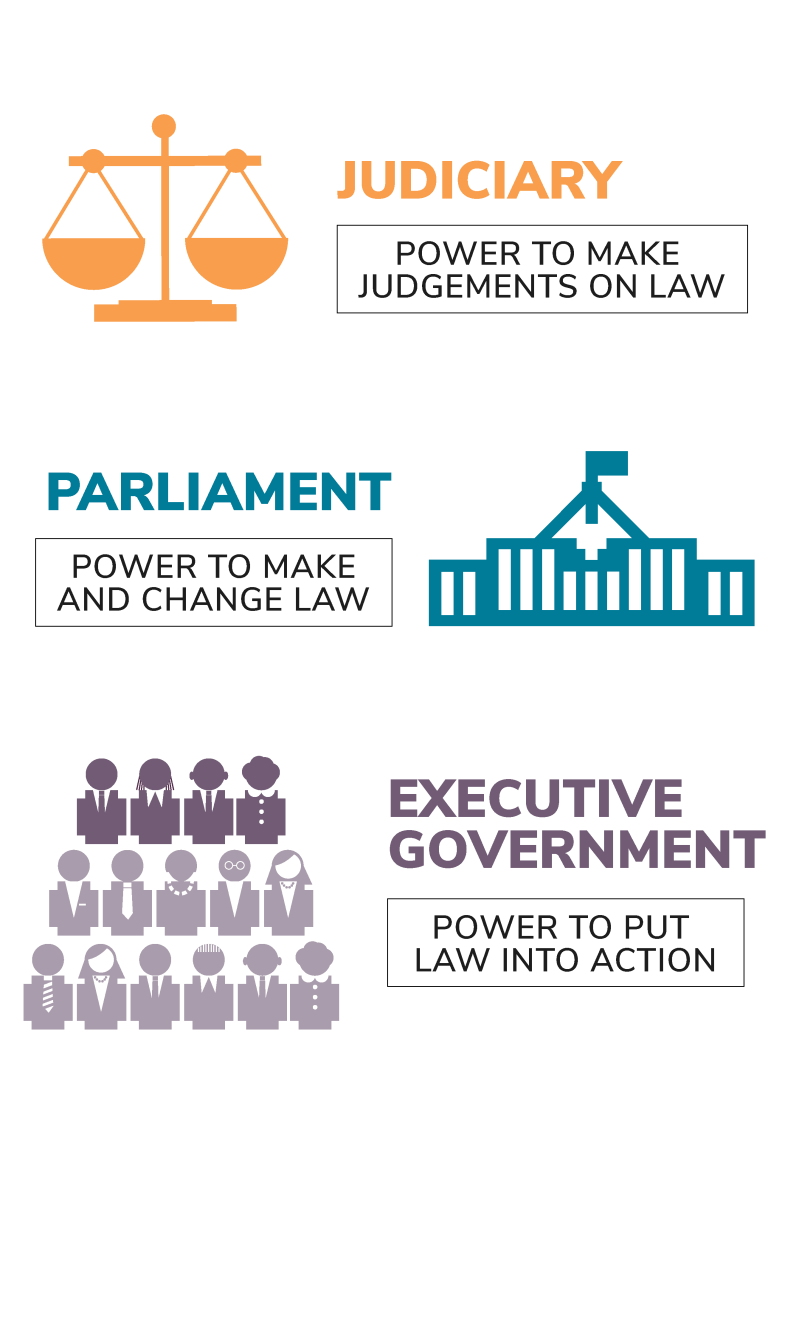 JUDICIARY
POWER TO MAKE
JUDGEMENTS ON LAW
PARLIAMENT
POWER TO MAKE
AND CHANGE LAW
EXECUTIVE
GOVERNMENT
POWER TO PUT
LAW INTO ACTION